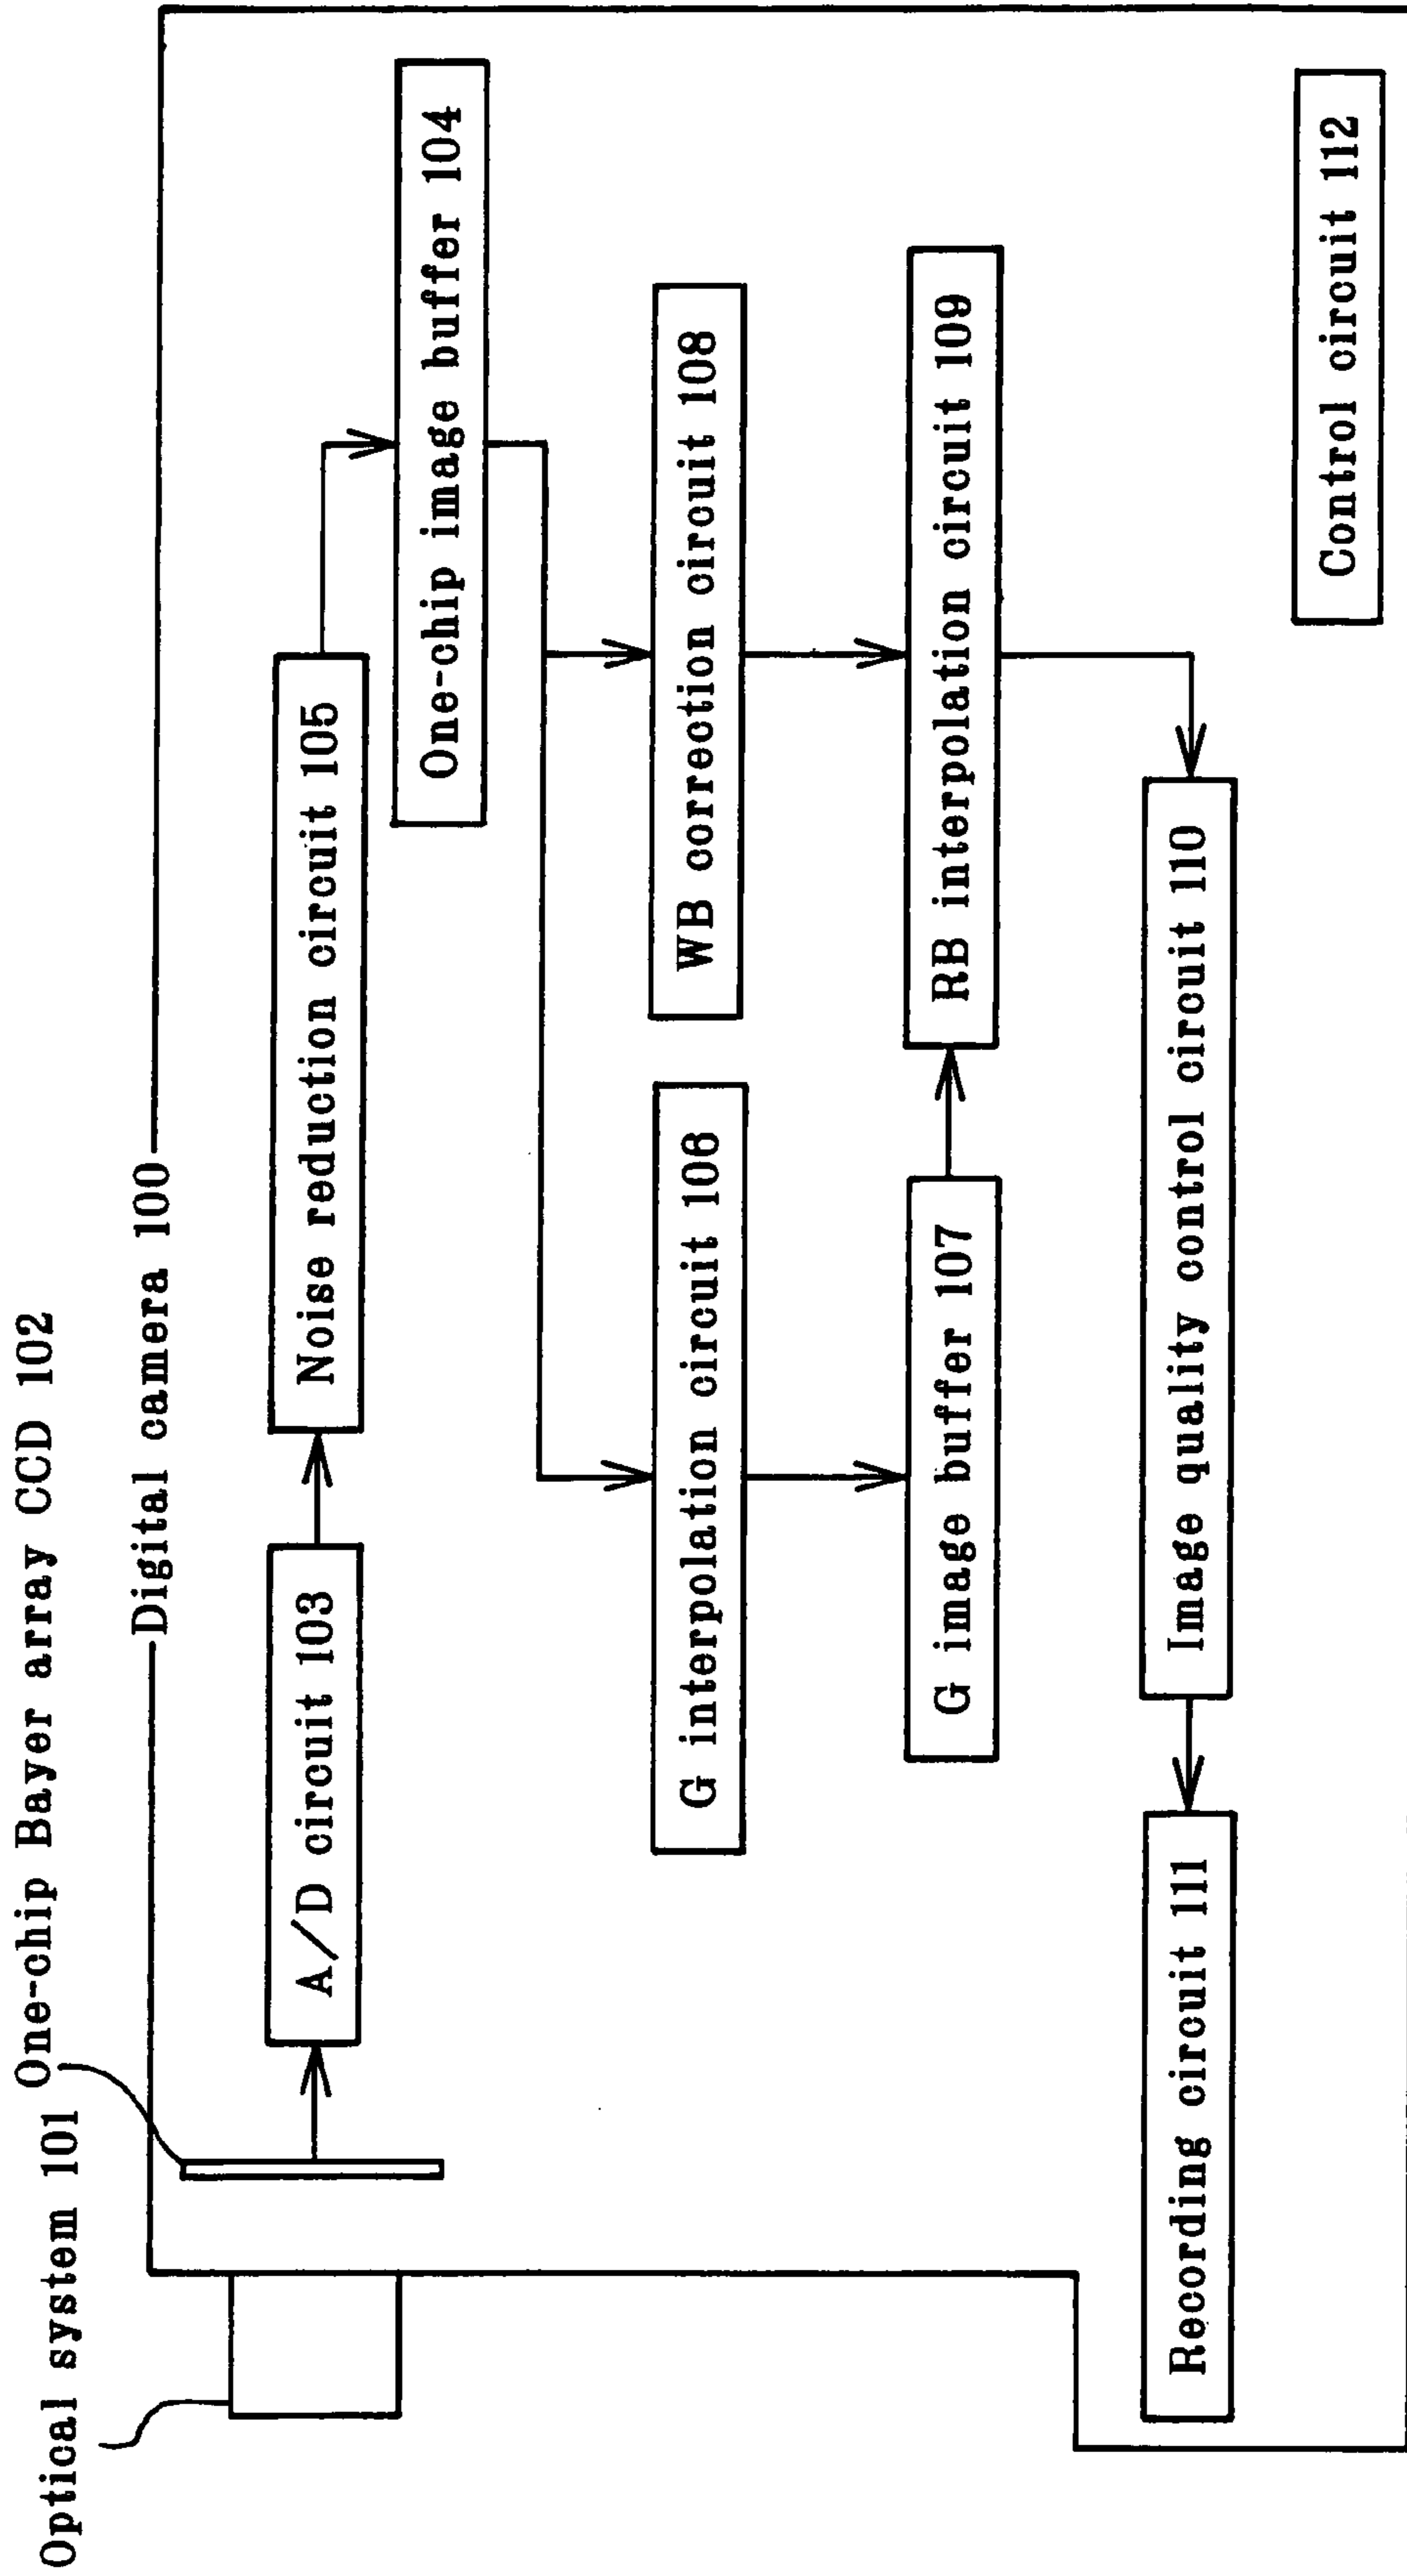 One-chip Bayer array CCD 102
Optical system 101
Digital camera 100
A/D circuit 103
Noise reduction circuit 105
One-chip image buffer 104
G interpolation circuit 106
WB correction circuit 108
G image buffer 107
RB interpolation circuit 109
Recording circuit 111
Image quality control circuit 110
Control circuit 112